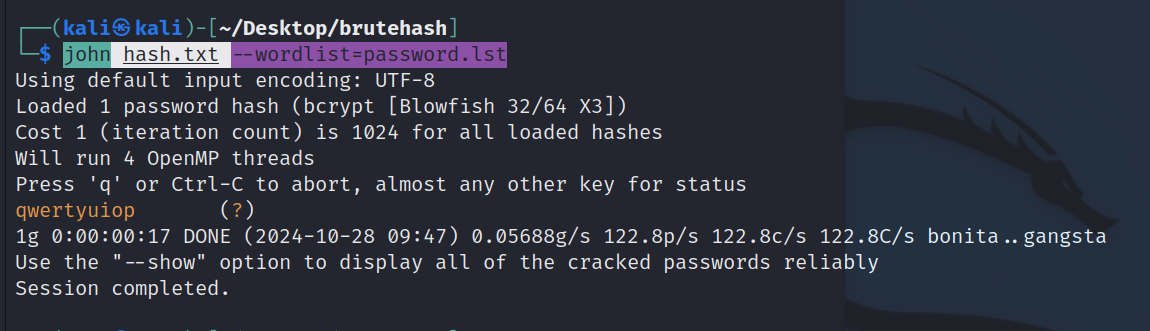 ┌──(kali㉿kali)-[~/Desktop/brutehash]
└─$ john hash.txt --wordlist=password.lst
Using default input encoding: UTF-8
Loaded 1 password hash (bcrypt [Blowfish 32/64 X3])
Cost 1 (iteration count) is 1024 for all loaded hashes
Will run 4 OpenMP threads
Press 'q' or Ctrl-C to abort, almost any other key for status
qwertyuiop       (?)
1g 0:00:00:17 DONE (2024-10-28 09:47) 0.05688g/s 122.8p/s 122.8c/s 122.8C/s bonita..gangsta
Use the "--show" option to display all of the cracked passwords reliably
Session completed.